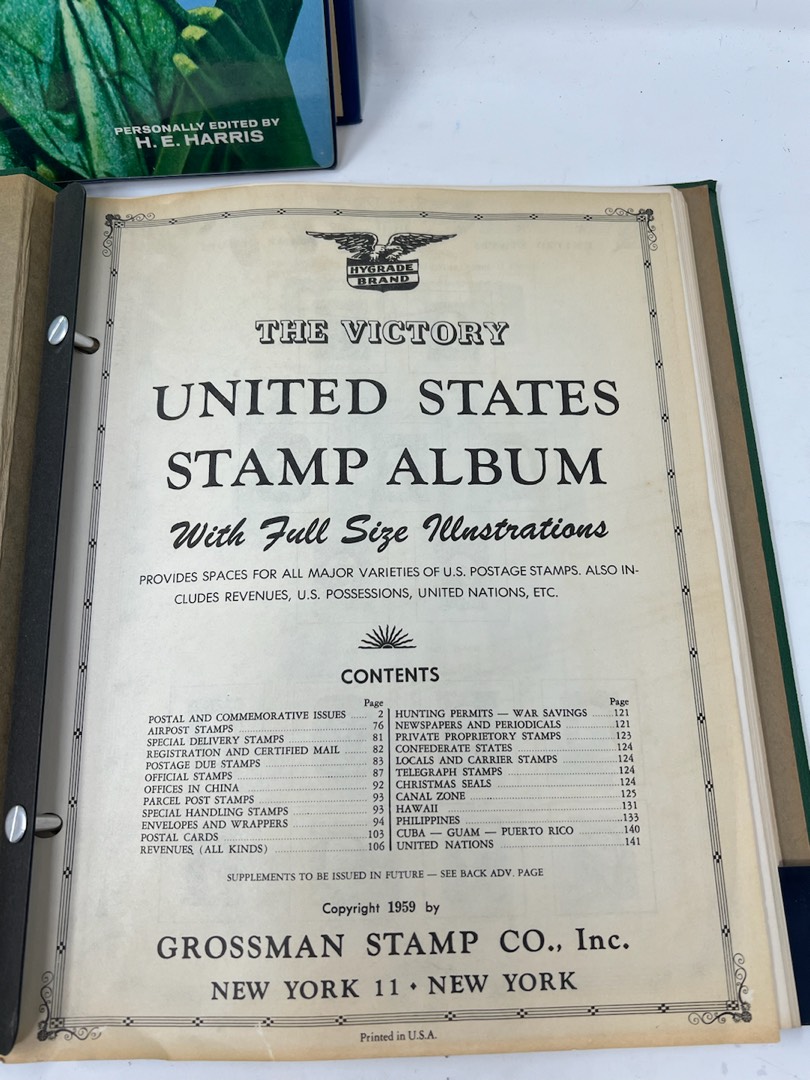 PERSONALLY EDITED BY
H. E. HARRIS
HYGRADE
BRAND
THE VICTORY
UNITED STATES
STAMP ALBUM
With Full Size Illnstrations
PROVIDES SPACES FOR ALL MAJOR VARIETIES OF U.S. POSTAGE STAMPS. ALSO IN-
CLUDES REVENUES, U.S. POSSESSIONS, UNITED NATIONS, ETC.
CONTENTS
Page
POSTAL AND COMMEMORATIVE ISSUES ..... 2
AIRPOST STAMPS ..... 76
SPECIAL DELIVERY STAMPS ..... 81
REGISTRATION AND CERTIFIED MAIL ..... 82
POSTAGE DUE STAMPS ..... 83
OFFICIAL STAMPS ..... 87
OFFICES IN CHINA ..... 92
PARCEL POST STAMPS ..... 93
SPECIAL HANDLING STAMPS ..... 93
ENVELOPES AND WRAPPERS ..... 94
POSTAL CARDS ..... 103
REVENUES, (ALL KINDS) ..... 106
Page
HUNTING PERMITS — WAR SAVINGS ..... 121
NEWSPAPERS AND PERIODICALS ..... 121
PRIVATE PROPRIETORY STAMPS ..... 123
CONFEDERATE STATES ..... 124
LOCALS AND CARRIER STAMPS ..... 124
TELEGRAPH STAMPS ..... 124
CHRISTMAS SEALS ..... 124
CANAL ZONE ..... 125
HAWAII ..... 131
PHILIPPINES ..... 133
CUBA — GUAM — PUERTO RICO ..... 140
UNITED NATIONS ..... 141
SUPPLEMENTS TO BE ISSUED IN FUTURE — SEE BACK ADV. PAGE
Copyright 1959 by
GROSSMAN STAMP CO., Inc.
NEW YORK 11 • NEW YORK
Printed in U.S.A.